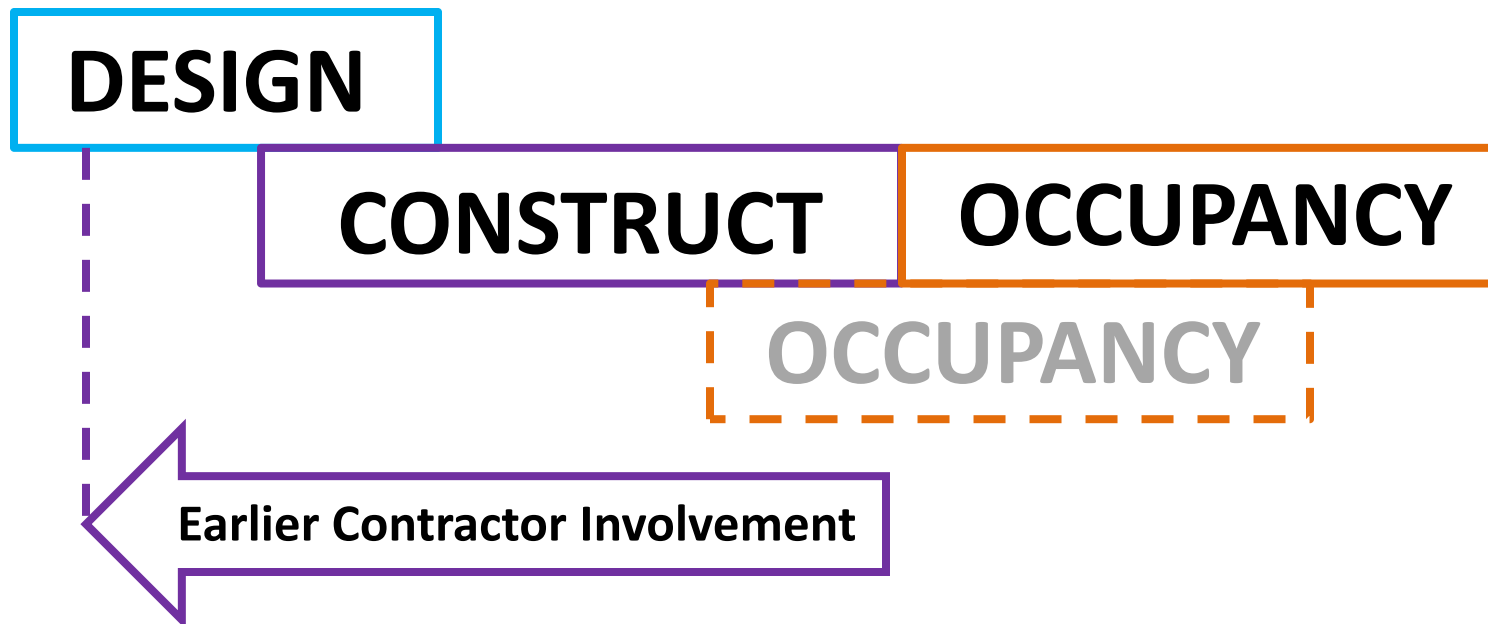 DESIGN
CONSTRUCT
OCCUPANCY
OCCUPANCY
Earlier Contractor Involvement